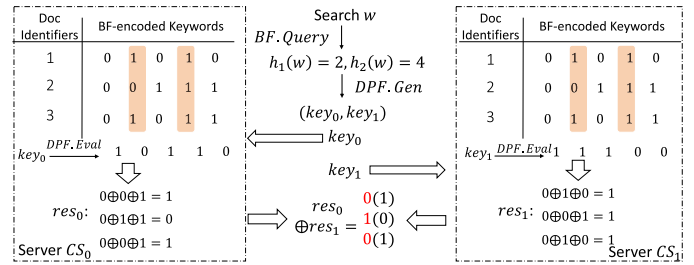 Doc Identifiers BF-encoded Keywords
1 0 1 0 1 0
2 0 0 1 1 1
3 0 1 0 1 1
key₀ DPF.Eval 1 0 1 1 0
res₀:
0⊕0⊕1 = 1
0⊕1⊕1 = 0
0⊕0⊕1 = 1
Server CS₀
Search w
BF.Query
h₁(w) = 2, h₂(w) = 4
DPF.Gen
(key₀, key₁)
key₀
key₁
res₀ 0(1)
⊕res₁ = 1(0)
0(1)
Doc Identifiers BF-encoded Keywords
1 0 1 0 1 0
2 0 0 1 1 1
3 0 1 0 1 1
key₁ DPF.Eval 1 1 1 0 0
res₁:
0⊕1⊕0 = 1
0⊕0⊕1 = 1
0⊕1⊕0 = 1
Server CS₁